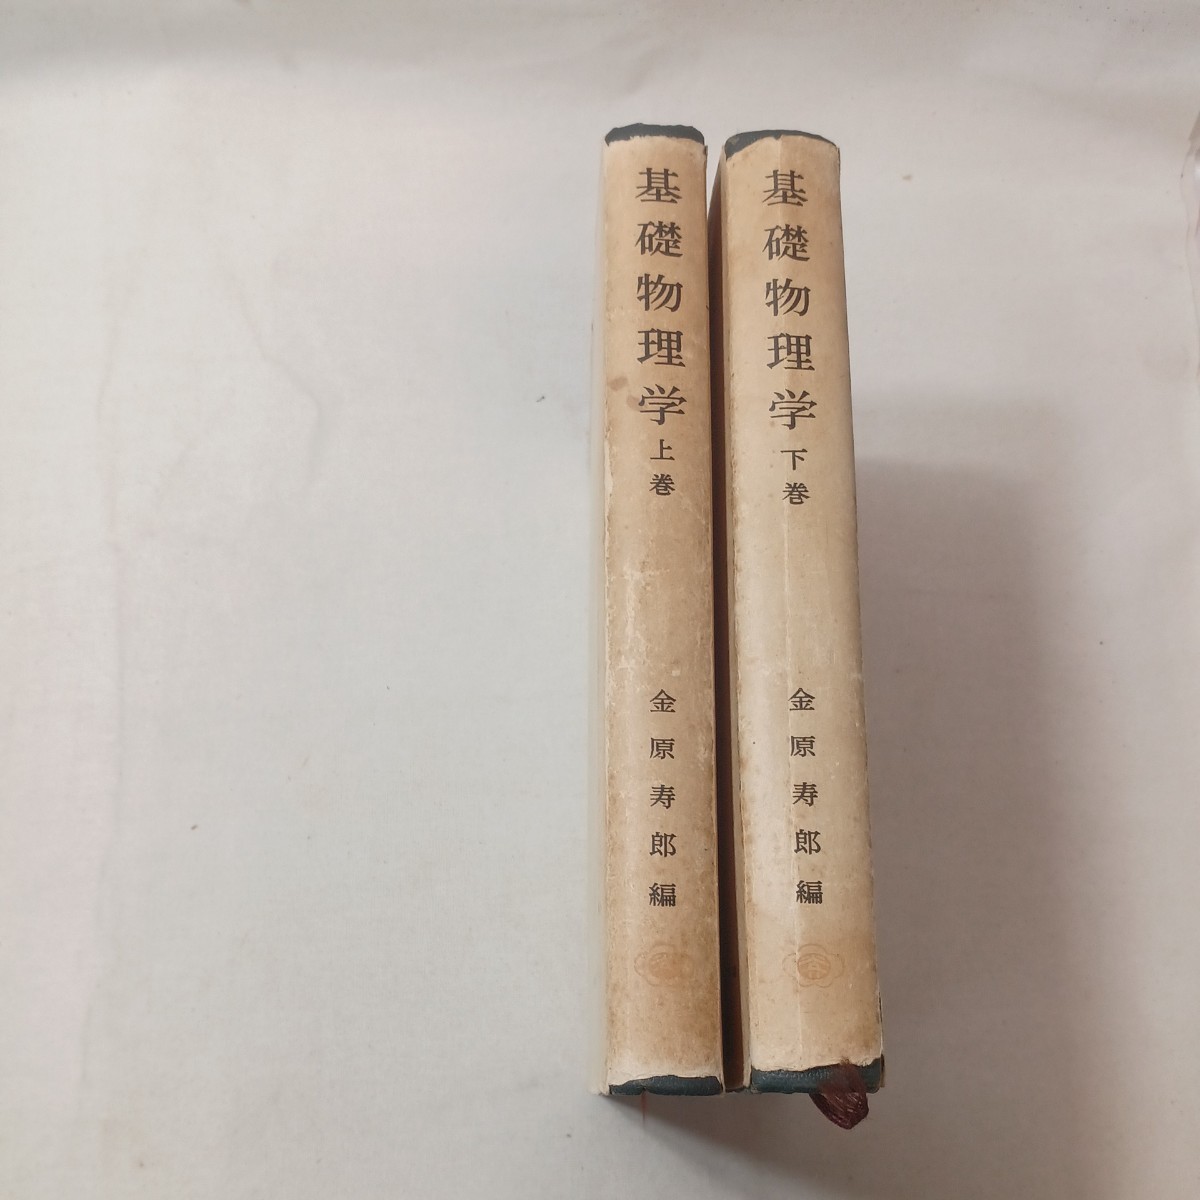 基礎物理学 上巻
金原寿郎編
基礎物理学 下巻
金原寿郎編